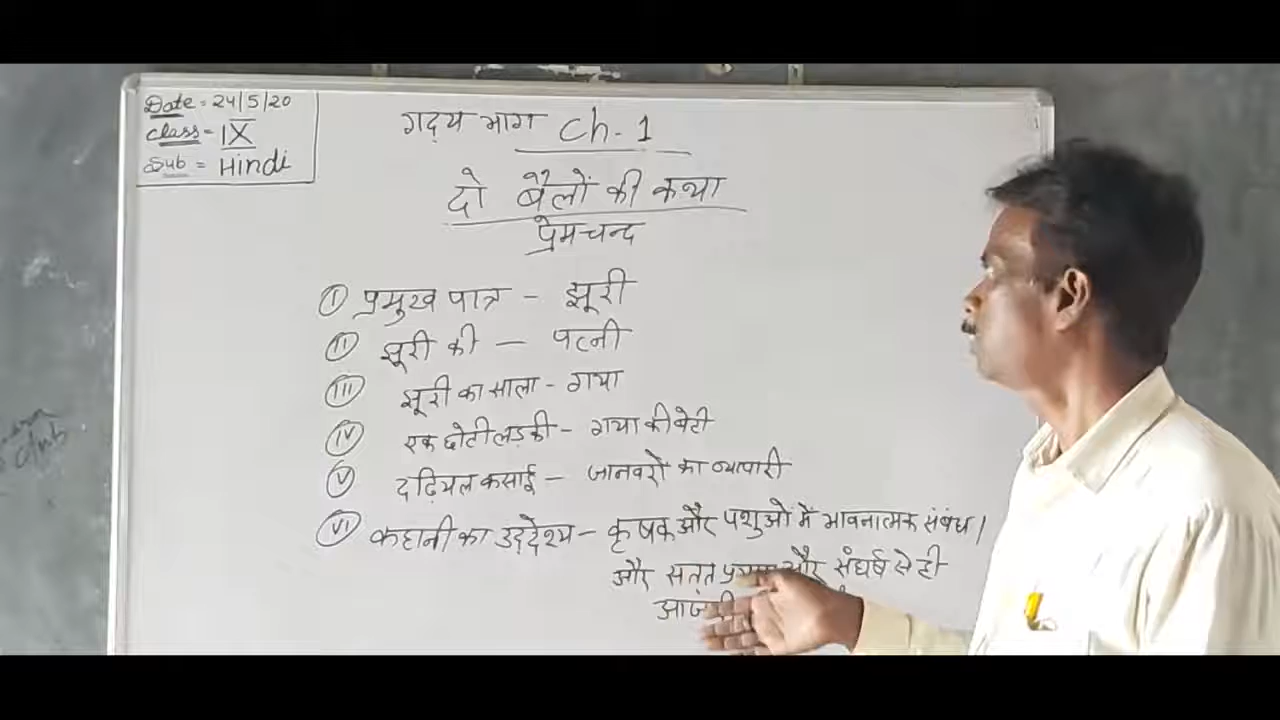 Date = 24/5/20
Class = IX
Sub = Hindi
गद्य भाग Ch - 1
दो बैलों की कथा
प्रेमचन्द
I प्रमुख पात्र - झूरी
II झूरी की - पत्नी
III झूरी का साला - गया
IV एक छोटी लड़की - गया की बेटी
V दढ़ियल कसाई - जानवरों का व्यापारी
VI कहानी का उद्देश्य - कृषक और पशुओं में भावनात्मक संबंध।
और सतत और संघर्ष से ही